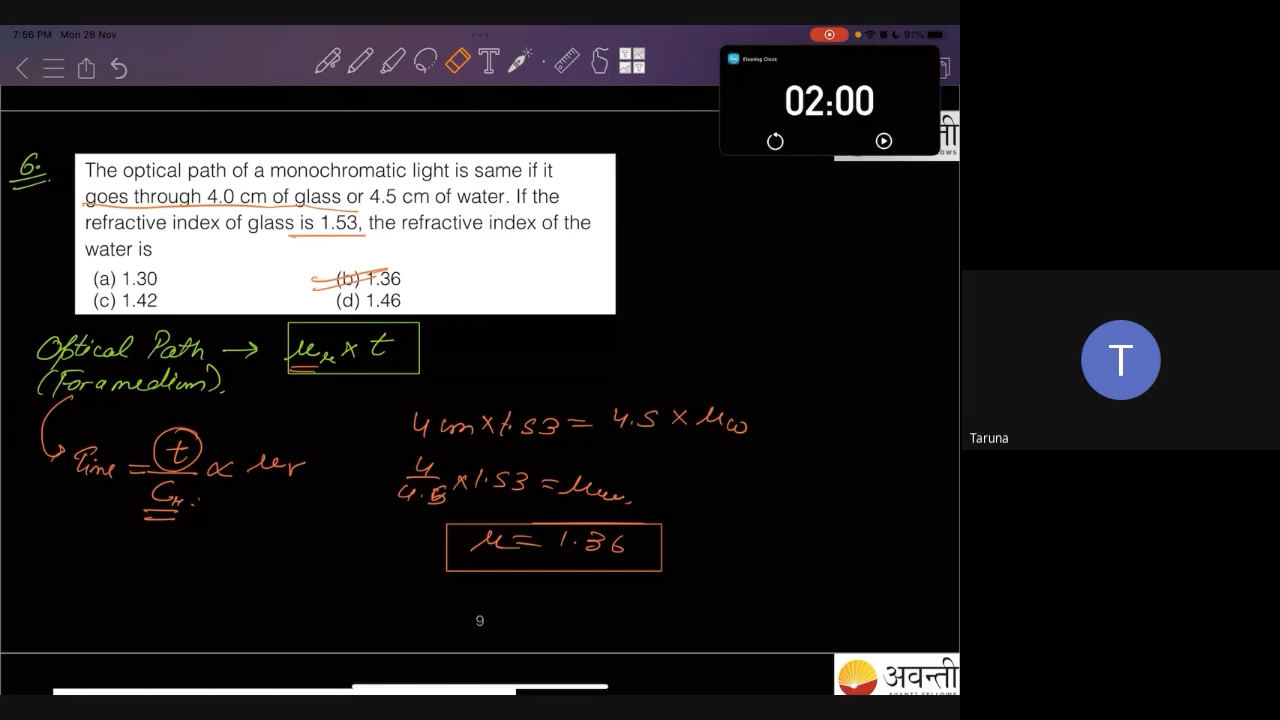 7:56 PM Mon 28 Nov
91%
Floating Clock
02:00
6.
The optical path of a monochromatic light is same if it
goes through 4.0 cm of glass or 4.5 cm of water. If the
refractive index of glass is 1.53, the refractive index of the
water is
(a) 1.30 (b) 1.36
(c) 1.42 (d) 1.46
Optical Path → μ × t
(For a medium).
4 cm × 1.53 = 4.5 × μω
Time = t ∝ μr
4/4.5 × 1.53 = μω
μ = 1.36
9
अवन्ती
AVANTI FELLOWS
T
Taruna